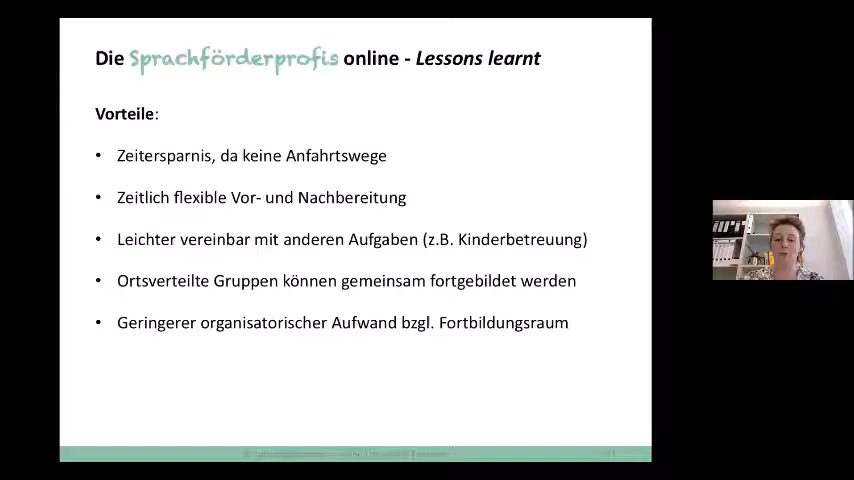 Die Sprachförderprofis online - Lessons learnt
Vorteile:
• Zeitersparnis, da keine Anfahrtswege
• Zeitlich flexible Vor- und Nachbereitung
• Leichter vereinbar mit anderen Aufgaben (z.B. Kinderbetreuung)
• Ortsverteilte Gruppen können gemeinsam fortgebildet werden
• Geringerer organisatorischer Aufwand bzgl. Fortbildungsraum